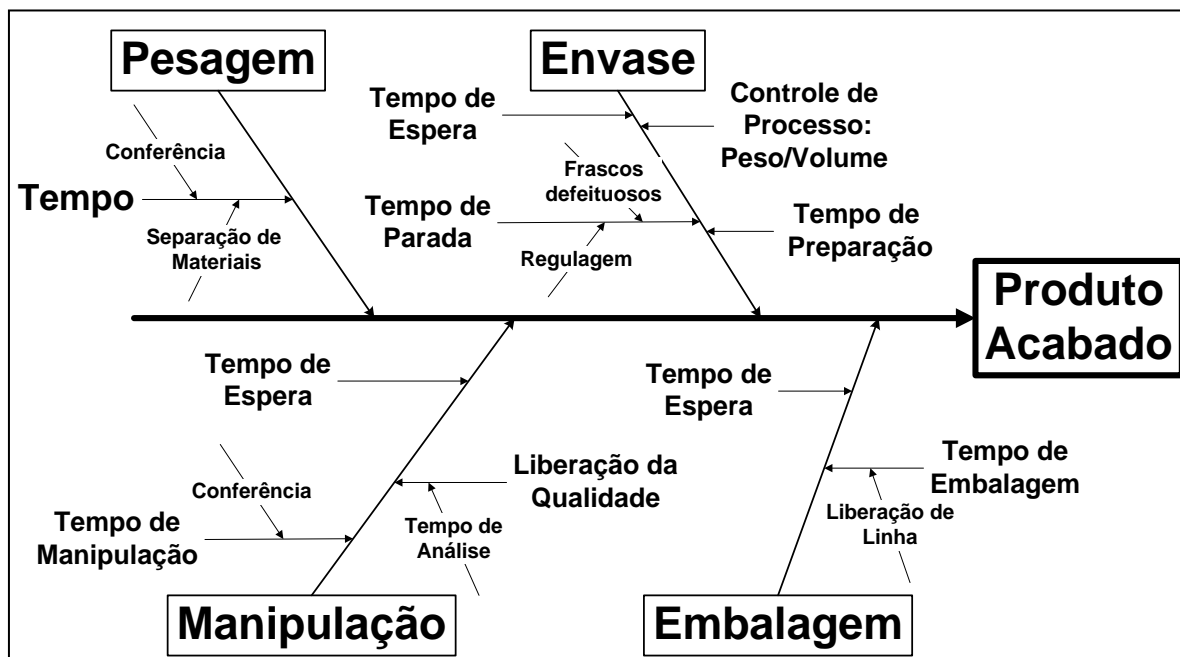 Pesagem
Envase
Tempo de
Espera
Controle de
Processo:
Peso/Volume
Conferência
Frascos
defeituosos
Tempo
Separação de
Materiais
Tempo de
Parada
Regulagem
Tempo de
Preparação
Produto
Acabado
Tempo de
Espera
Tempo de
Espera
Conferência
Liberação da
Qualidade
Tempo de
Embalagem
Tempo de
Manipulação
Tempo de
Análise
Liberação de
Linha
Manipulação
Embalagem